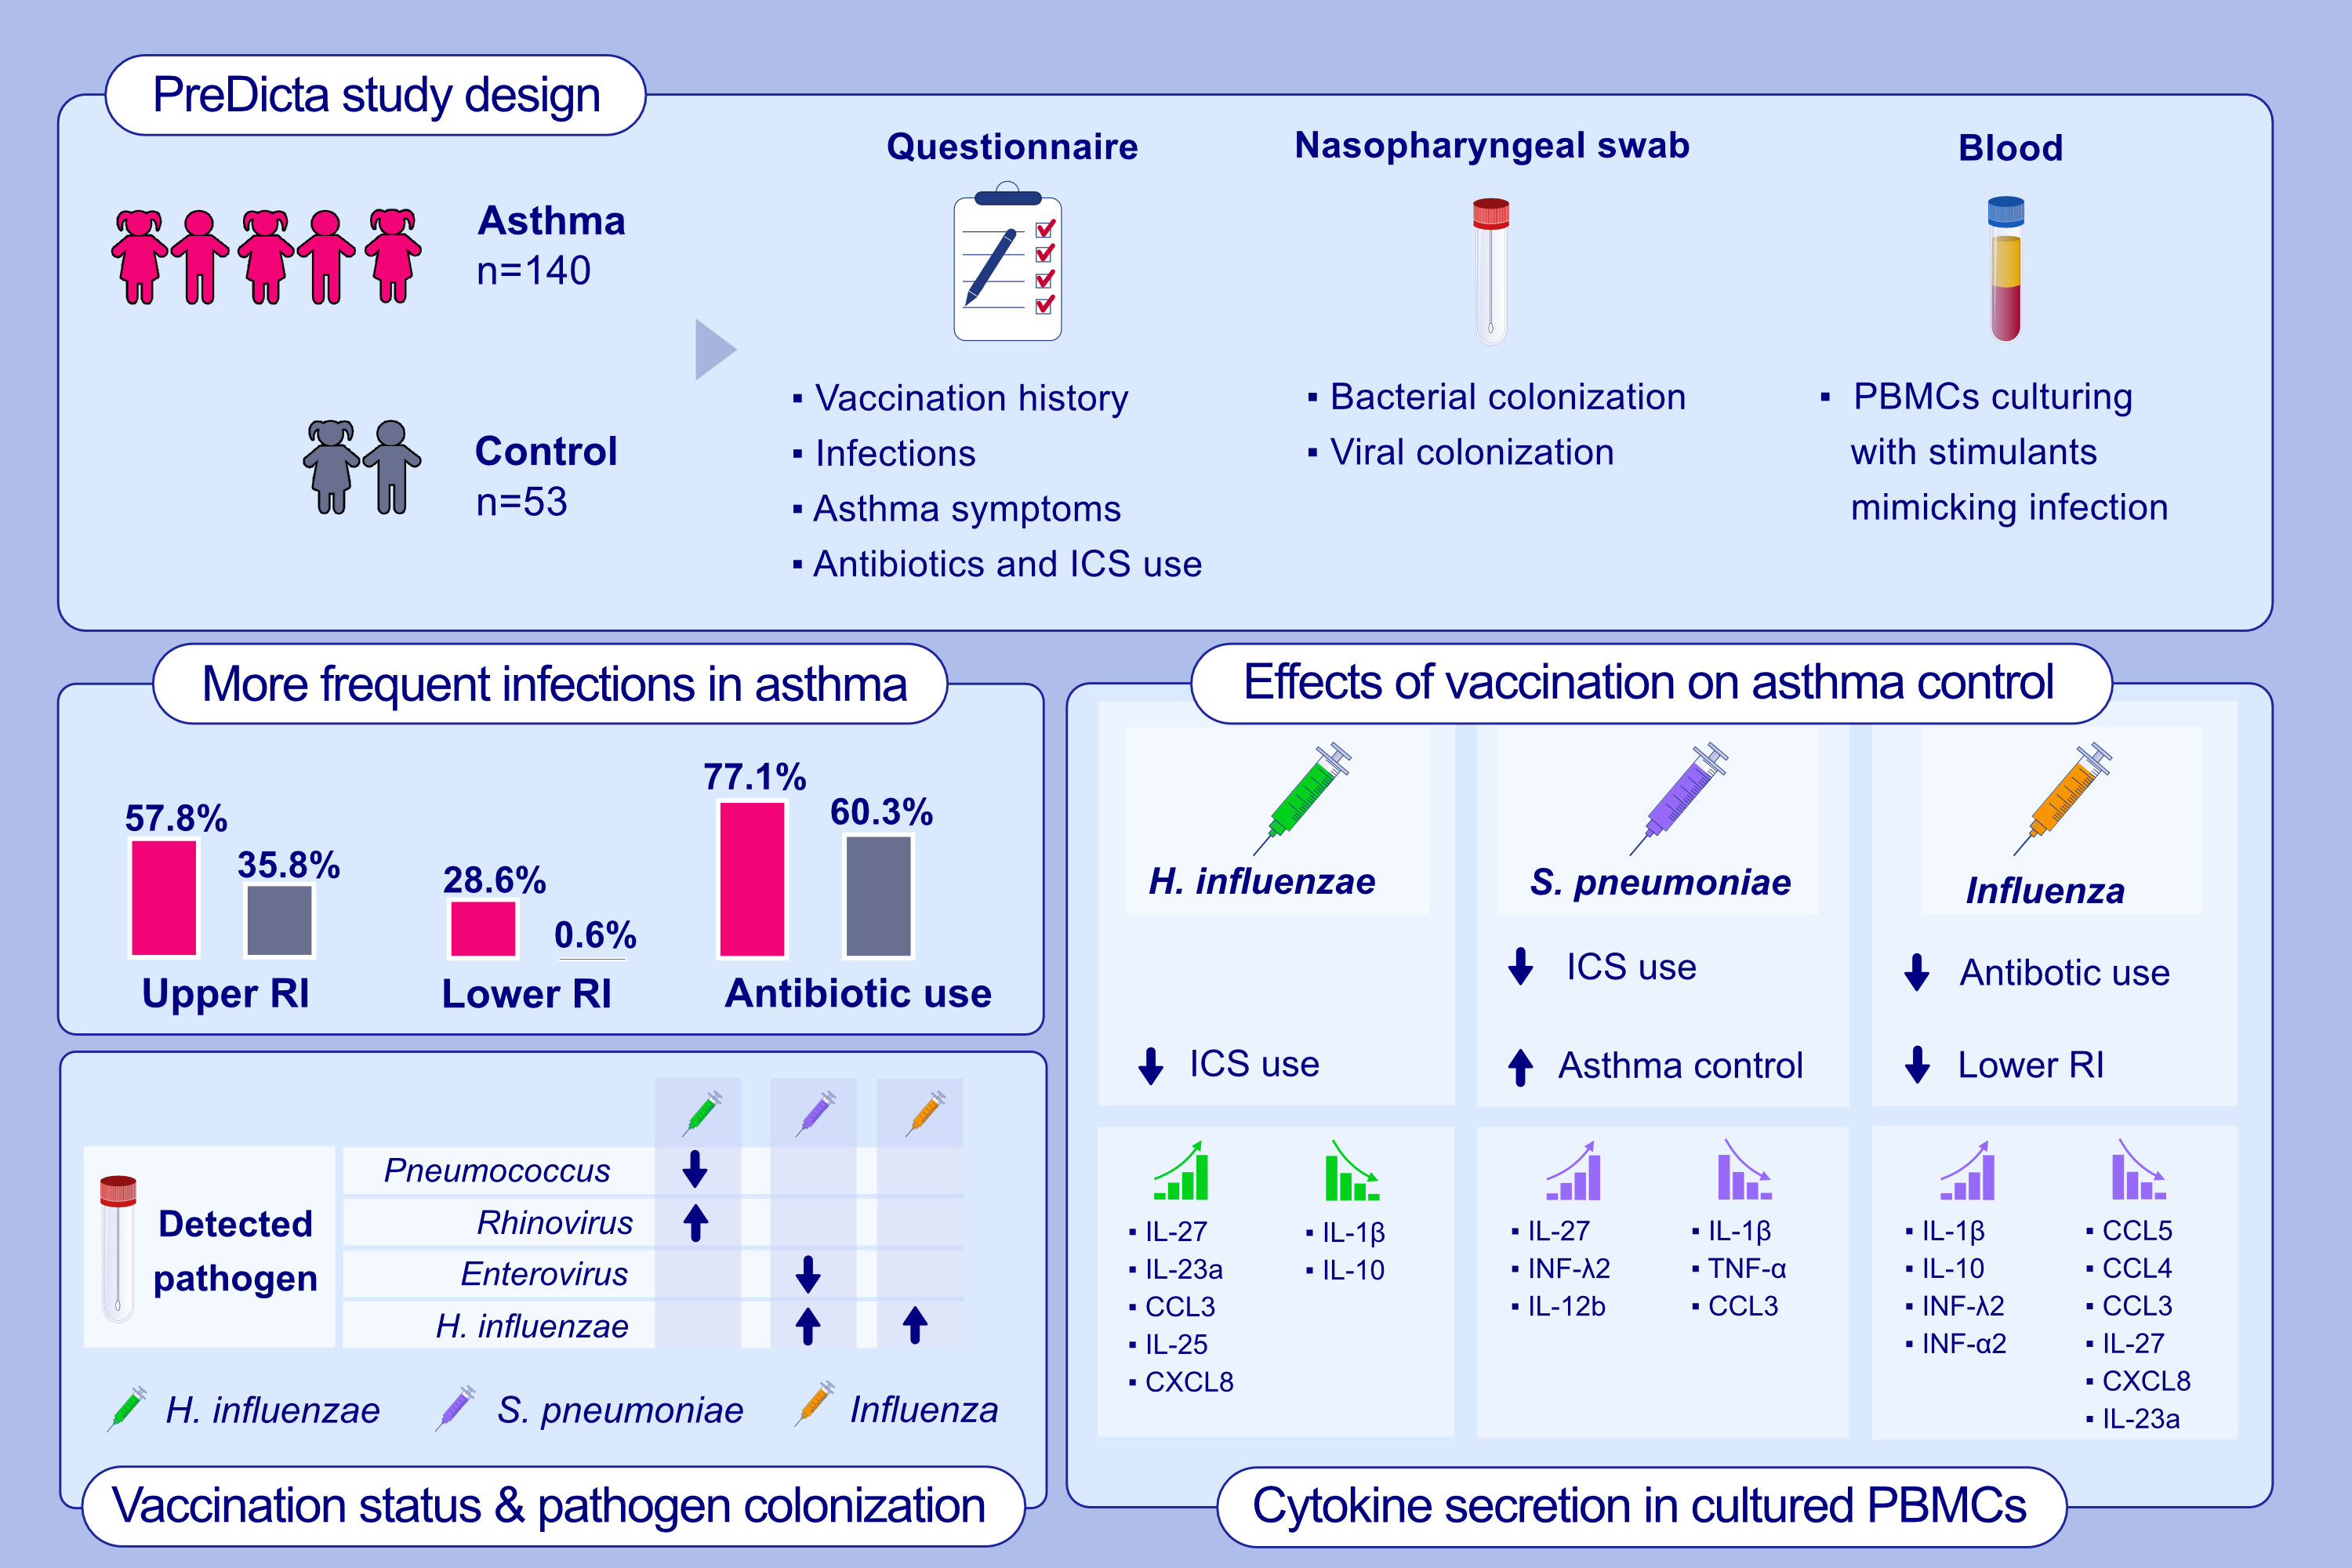 PreDicta study design
Asthma
n=140
Control
n=53
Questionnaire
▪ Vaccination history
▪ Infections
▪ Asthma symptoms
▪ Antibiotics and ICS use
Nasopharyngeal swab
▪ Bacterial colonization
▪ Viral colonization
Blood
▪ PBMCs culturing
with stimulants
mimicking infection
More frequent infections in asthma
57.8%
35.8%
Upper RI
28.6%
0.6%
Lower RI
77.1%
60.3%
Antibiotic use
Detected
pathogen
Pneumococcus
Rhinovirus
Enterovirus
H. influenzae
H. influenzae
S. pneumoniae
Influenza
Vaccination status & pathogen colonization
Effects of vaccination on asthma control
H. influenzae
ICS use
S. pneumoniae
ICS use
Asthma control
Influenza
Antibotic use
Lower RI
▪ IL-27
▪ IL-23a
▪ CCL3
▪ IL-25
▪ CXCL8
▪ IL-1β
▪ IL-10
▪ IL-27
▪ INF-λ2
▪ IL-12b
▪ IL-1β
▪ TNF-α
▪ CCL3
▪ IL-1β
▪ IL-10
▪ INF-λ2
▪ INF-α2
▪ CCL5
▪ CCL4
▪ CCL3
▪ IL-27
▪ CXCL8
▪ IL-23a
Cytokine secretion in cultured PBMCs